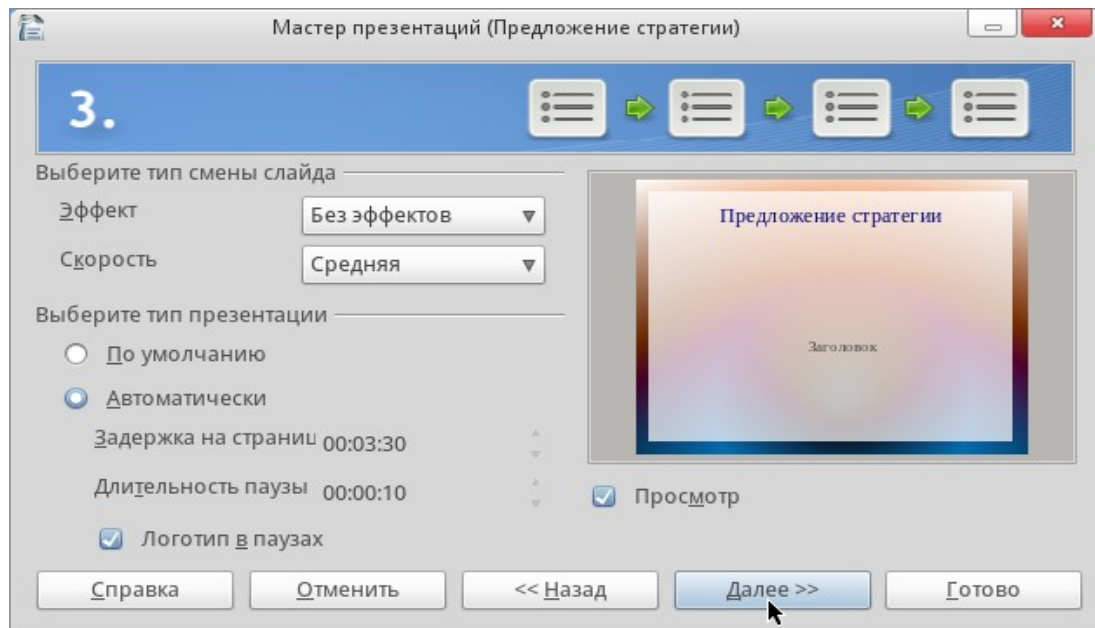 Мастер презентаций (Предложение стратегии)
3.
Выберите тип смены слайда
Эффект
Без эффектов
Скорость
Средняя
Выберите тип презентации
По умолчанию
Автоматически
Задержка на страниц
00:03:30
Длительность паузы
00:00:10
Логотип в паузах
Предложение стратегии
Заголовок
Просмотр
Справка
Отменить
<< Назад
Далее >>
Готово